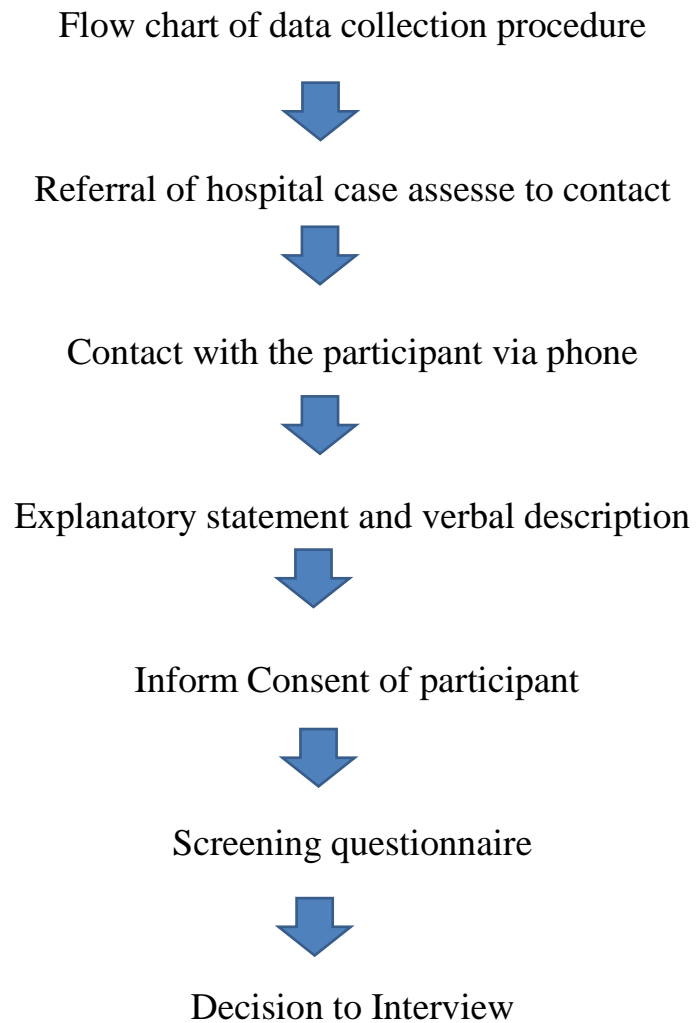 Flow chart of data collection procedure
Referral of hospital case assesse to contact
Contact with the participant via phone
Explanatory statement and verbal description
Inform Consent of participant
Screening questionnaire
Decision to Interview